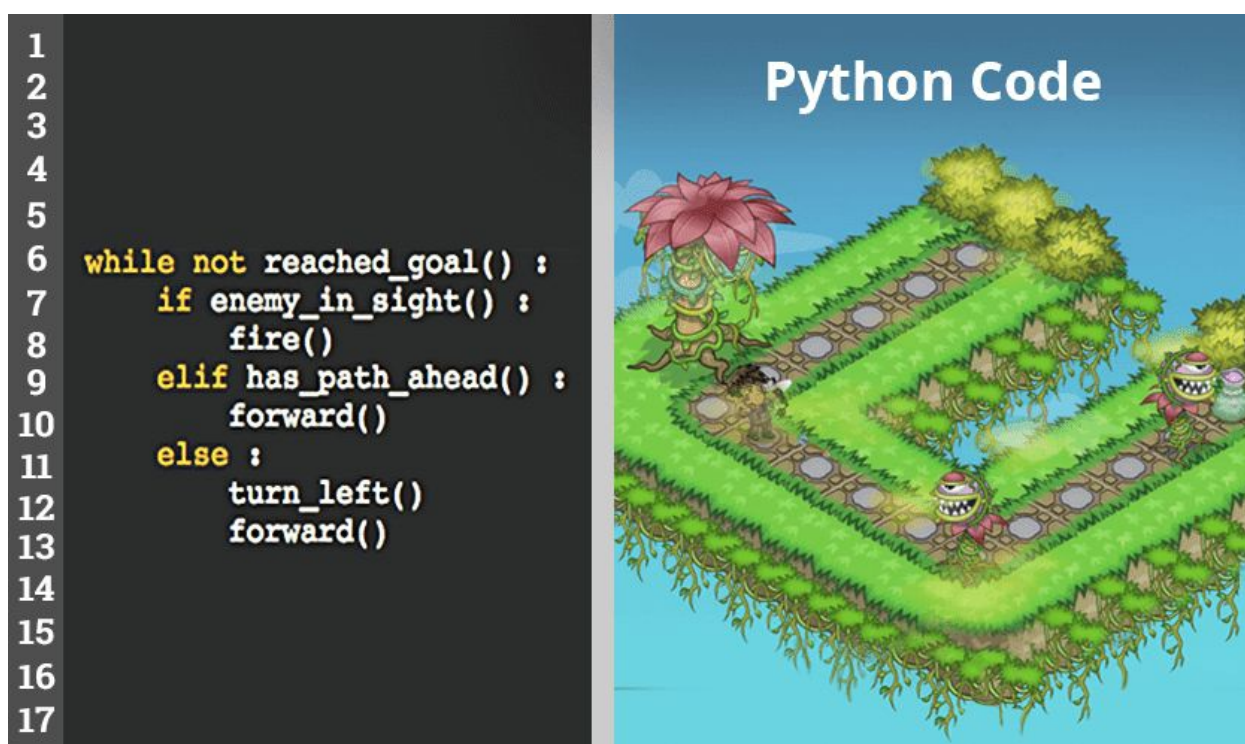 1
2
3
4
5
6 while not reached_goal() :
7 if enemy_in_sight() :
8 fire()
9 elif has_path_ahead() :
10 forward()
11 else :
12 turn_left()
13 forward()
14
15
16
17
Python Code